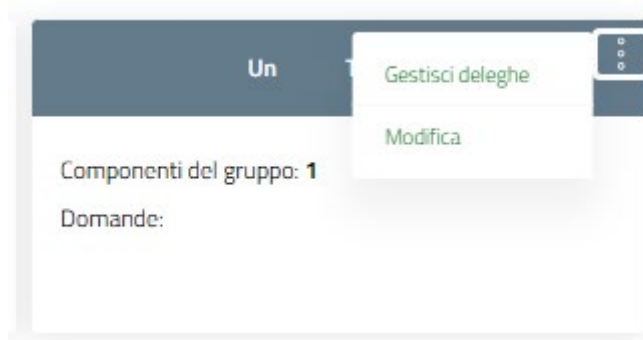 Un
Gestisci deleghe
Modifica
Componenti del gruppo: 1
Domande: